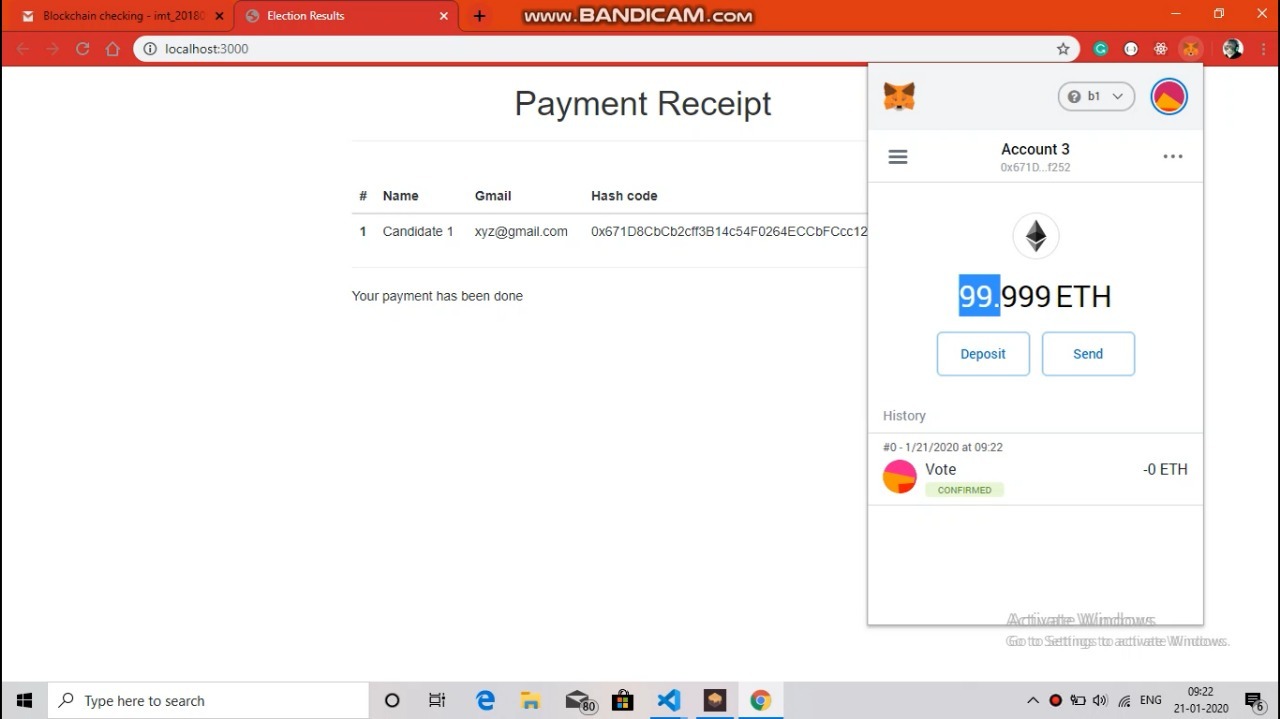 Blockchain checking - imt_20180
Election Results
www.BANDICAM.com
localhost:3000
Payment Receipt
# Name Gmail Hash code
1 Candidate 1 xyz@gmail.com 0x671D8CbCb2cff3B14c54F0264ECCbFCcc12
Your payment has been done
b1
Account 3
0x671D...f252
99.999 ETH
Deposit Send
History
#0 - 1/21/2020 at 09:22
Vote -0 ETH
CONFIRMED
Activate Windows
Go to Settings to activate Windows.
Type here to search
80
ENG
09:22
21-01-2020
6